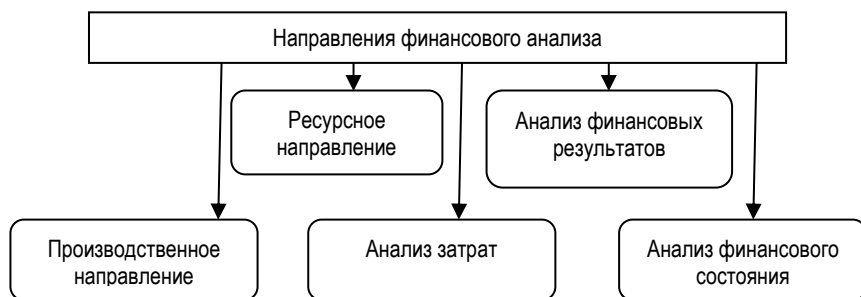 Направления финансового анализа
Ресурсное
направление
Анализ финансовых
результатов
Производственное
направление
Анализ затрат
Анализ финансового
состояния